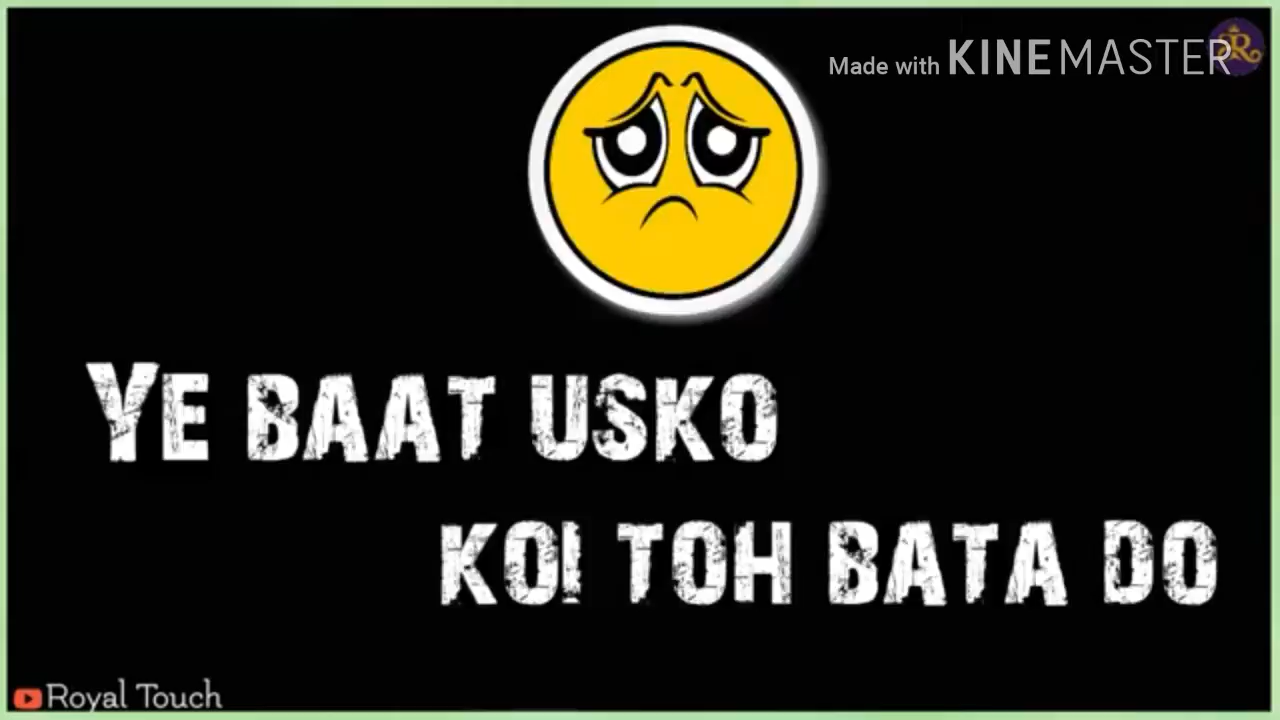 Made with KINEMASTER
YE BAAT USKO
KOI TOH BATA DO
Royal Touch